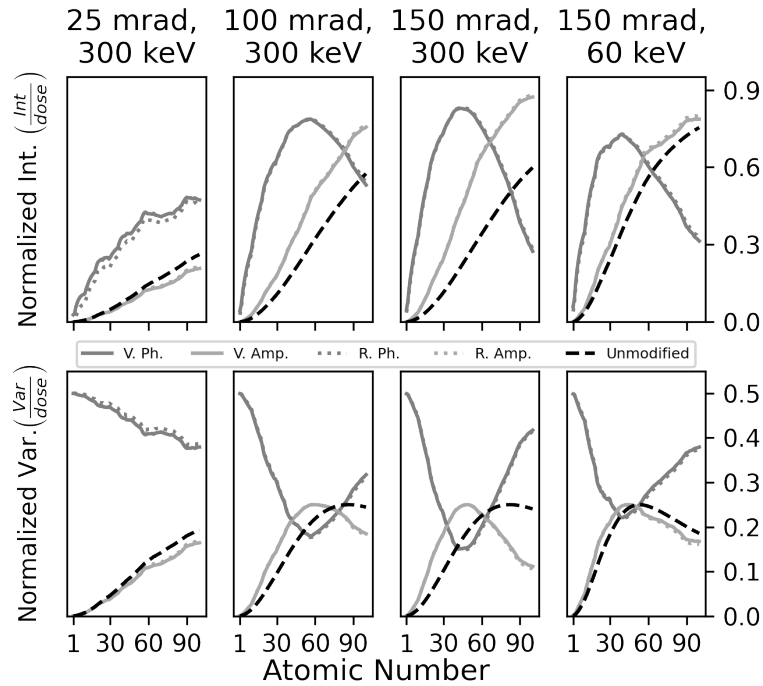 25 mrad, 100 mrad, 150 mrad, 150 mrad,
300 keV 300 keV 300 keV 60 keV
Normalized Int. (Int/dose)
0.9
0.6
0.3
0.0
V. Ph. V. Amp. R. Ph. R. Amp. Unmodified
Normalized Var. (Var/dose)
0.5
0.4
0.3
0.2
0.1
0.0
1 30 60 90 1 30 60 90 1 30 60 90 1 30 60 90
Atomic Number